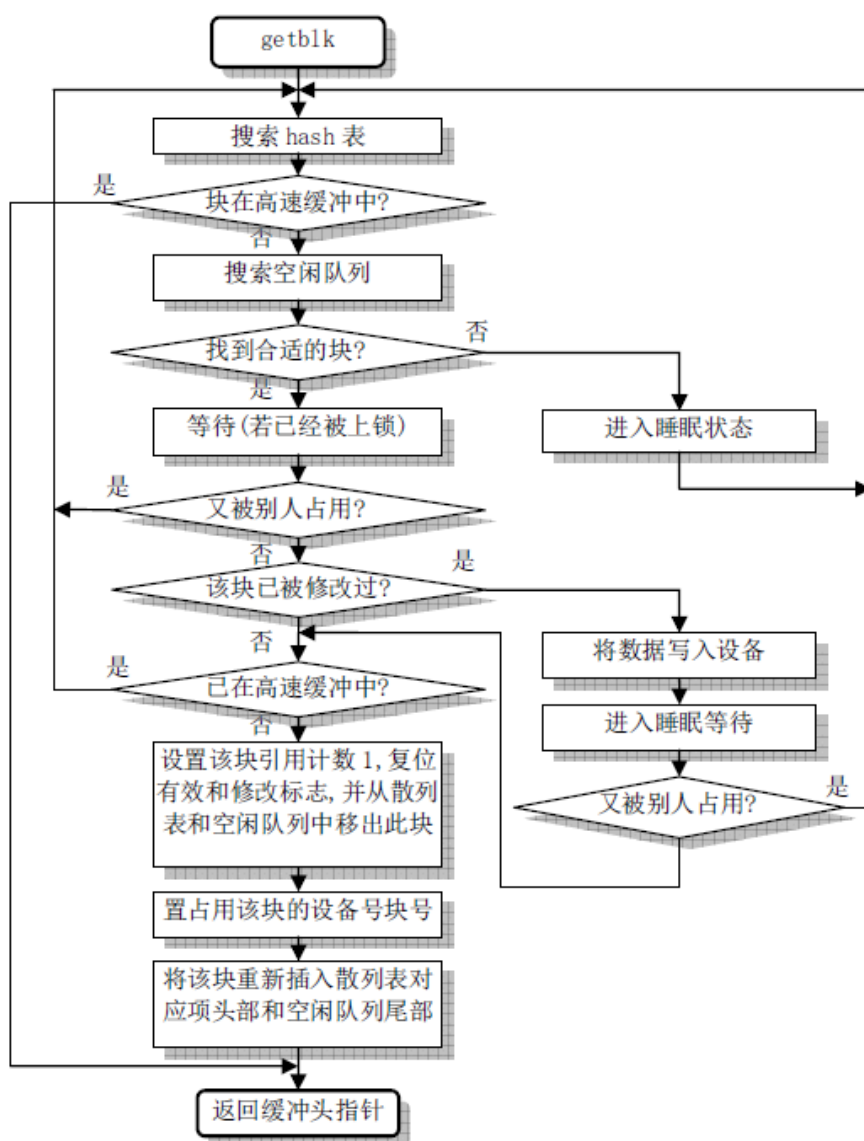 getblk
搜索 hash 表
是
块在高速缓冲中?
否
搜索空闲队列
否
找到合适的块?
是
等待(若已经被上锁)
进入睡眠状态
是
又被别人占用?
否
是
该块已被修改过?
否
将数据写入设备
是
已在高速缓冲中?
否
进入睡眠等待
设置该块引用计数 1,复位
有效和修改标志,并从散列
表和空闲队列中移出此块
是
又被别人占用?
置占用该块的设备号块号
将该块重新插入散列表对
应项头部和空闲队列尾部
返回缓冲头指针